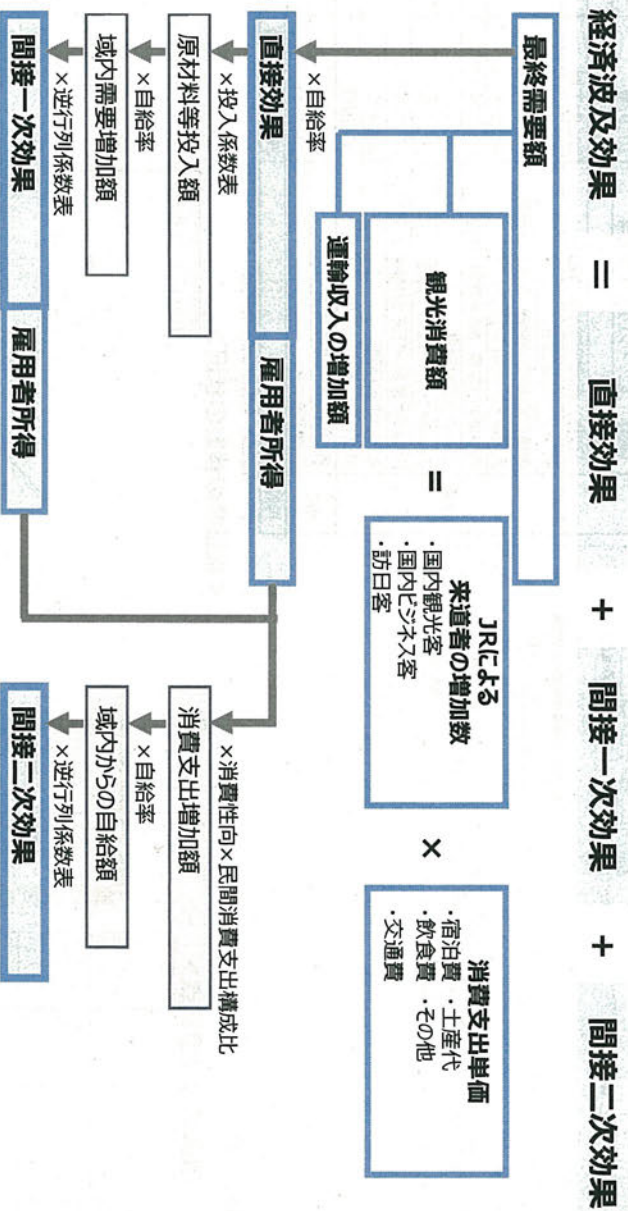 経済波及効果 = 直接効果 + 間接一次効果 + 間接二次効果
最終需要額
観光消費額 = JRによる
来道者の増加数
・国内観光客
・国内ビジネス客
・訪日客
×
消費支出単価
・宿泊費 ・土産代
・飲食費 ・その他
・交通費
運輸収入の増加額
×自給率
直接効果 雇用者所得
×投入係数表
原材料等投入額
×自給率
域内需要増加額
×逆行列係数表
間接一次効果 雇用者所得
×消費性向×民間消費支出構成比
消費支出増加額
×自給率
域内からの自給額
×逆行列係数表
間接二次効果